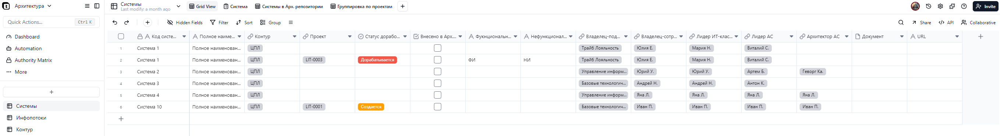 Архитектура
Системы
Last modify: a month ago
Grid View
Система
Системы в Арх. репозитории
Группировка по проектам
Invite
Quick Actions...
Ctrl K
Hidden Fields
Filter
Sort
Group
Share
API
Collaborative
Dashboard
Automation
Authority Matrix
More
Системы
Инфопотоки
Контур
Код систе... Полное наиме... Контур Проект Статус дорабо... Внесено в Арх.... Фукнциональн... Нефункционал... Владелец-под... Владелец-сотр... Лидер ИТ-клас... Лидер АС Архитектор АС Документ URL
1 Система 1 Полное наименован... ЦПЛ Трайб Лояльность Юлия Е. Мария Н. Виталий С.
2 Система 1 Полное наименован... ЦПЛ LIT-0003 Дорабатывается ФИ НИ Трайб Лояльность Юлия Е. Мария Н. Виталий С.
3 Система 2 Полное наименован... ЦПЛ Управление информ... Юрий У. Юрий У. Артем Б. Геворг Ка.
4 Система 3 Полное наименован... ЦПЛ Базовые технологич... Андрей Н. Андрей Н. Антон К.
5 Система 4 Полное наименован... ЦПЛ Управление информ... Яна Л. Яна Л. Яна Л. Яна Л.
6 Система 10 Полное наименован... ЦПЛ LIT-0001 Создается Базовые технологич... Иван П. Иван П. Иван П. Иван П.